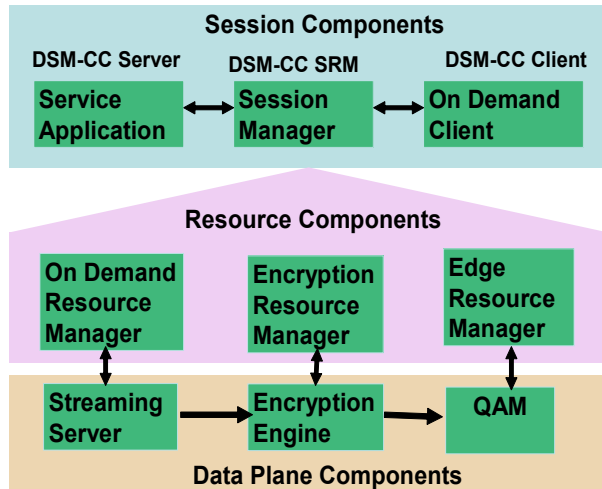 Session Components
DSM-CC Server
DSM-CC SRM
DSM-CC Client
Service
Application
Session
Manager
On Demand
Client
Resource Components
On Demand
Resource
Manager
Encryption
Resource
Manager
Edge
Resource
Manager
Streaming
Server
Encryption
Engine
QAM
Data Plane Components